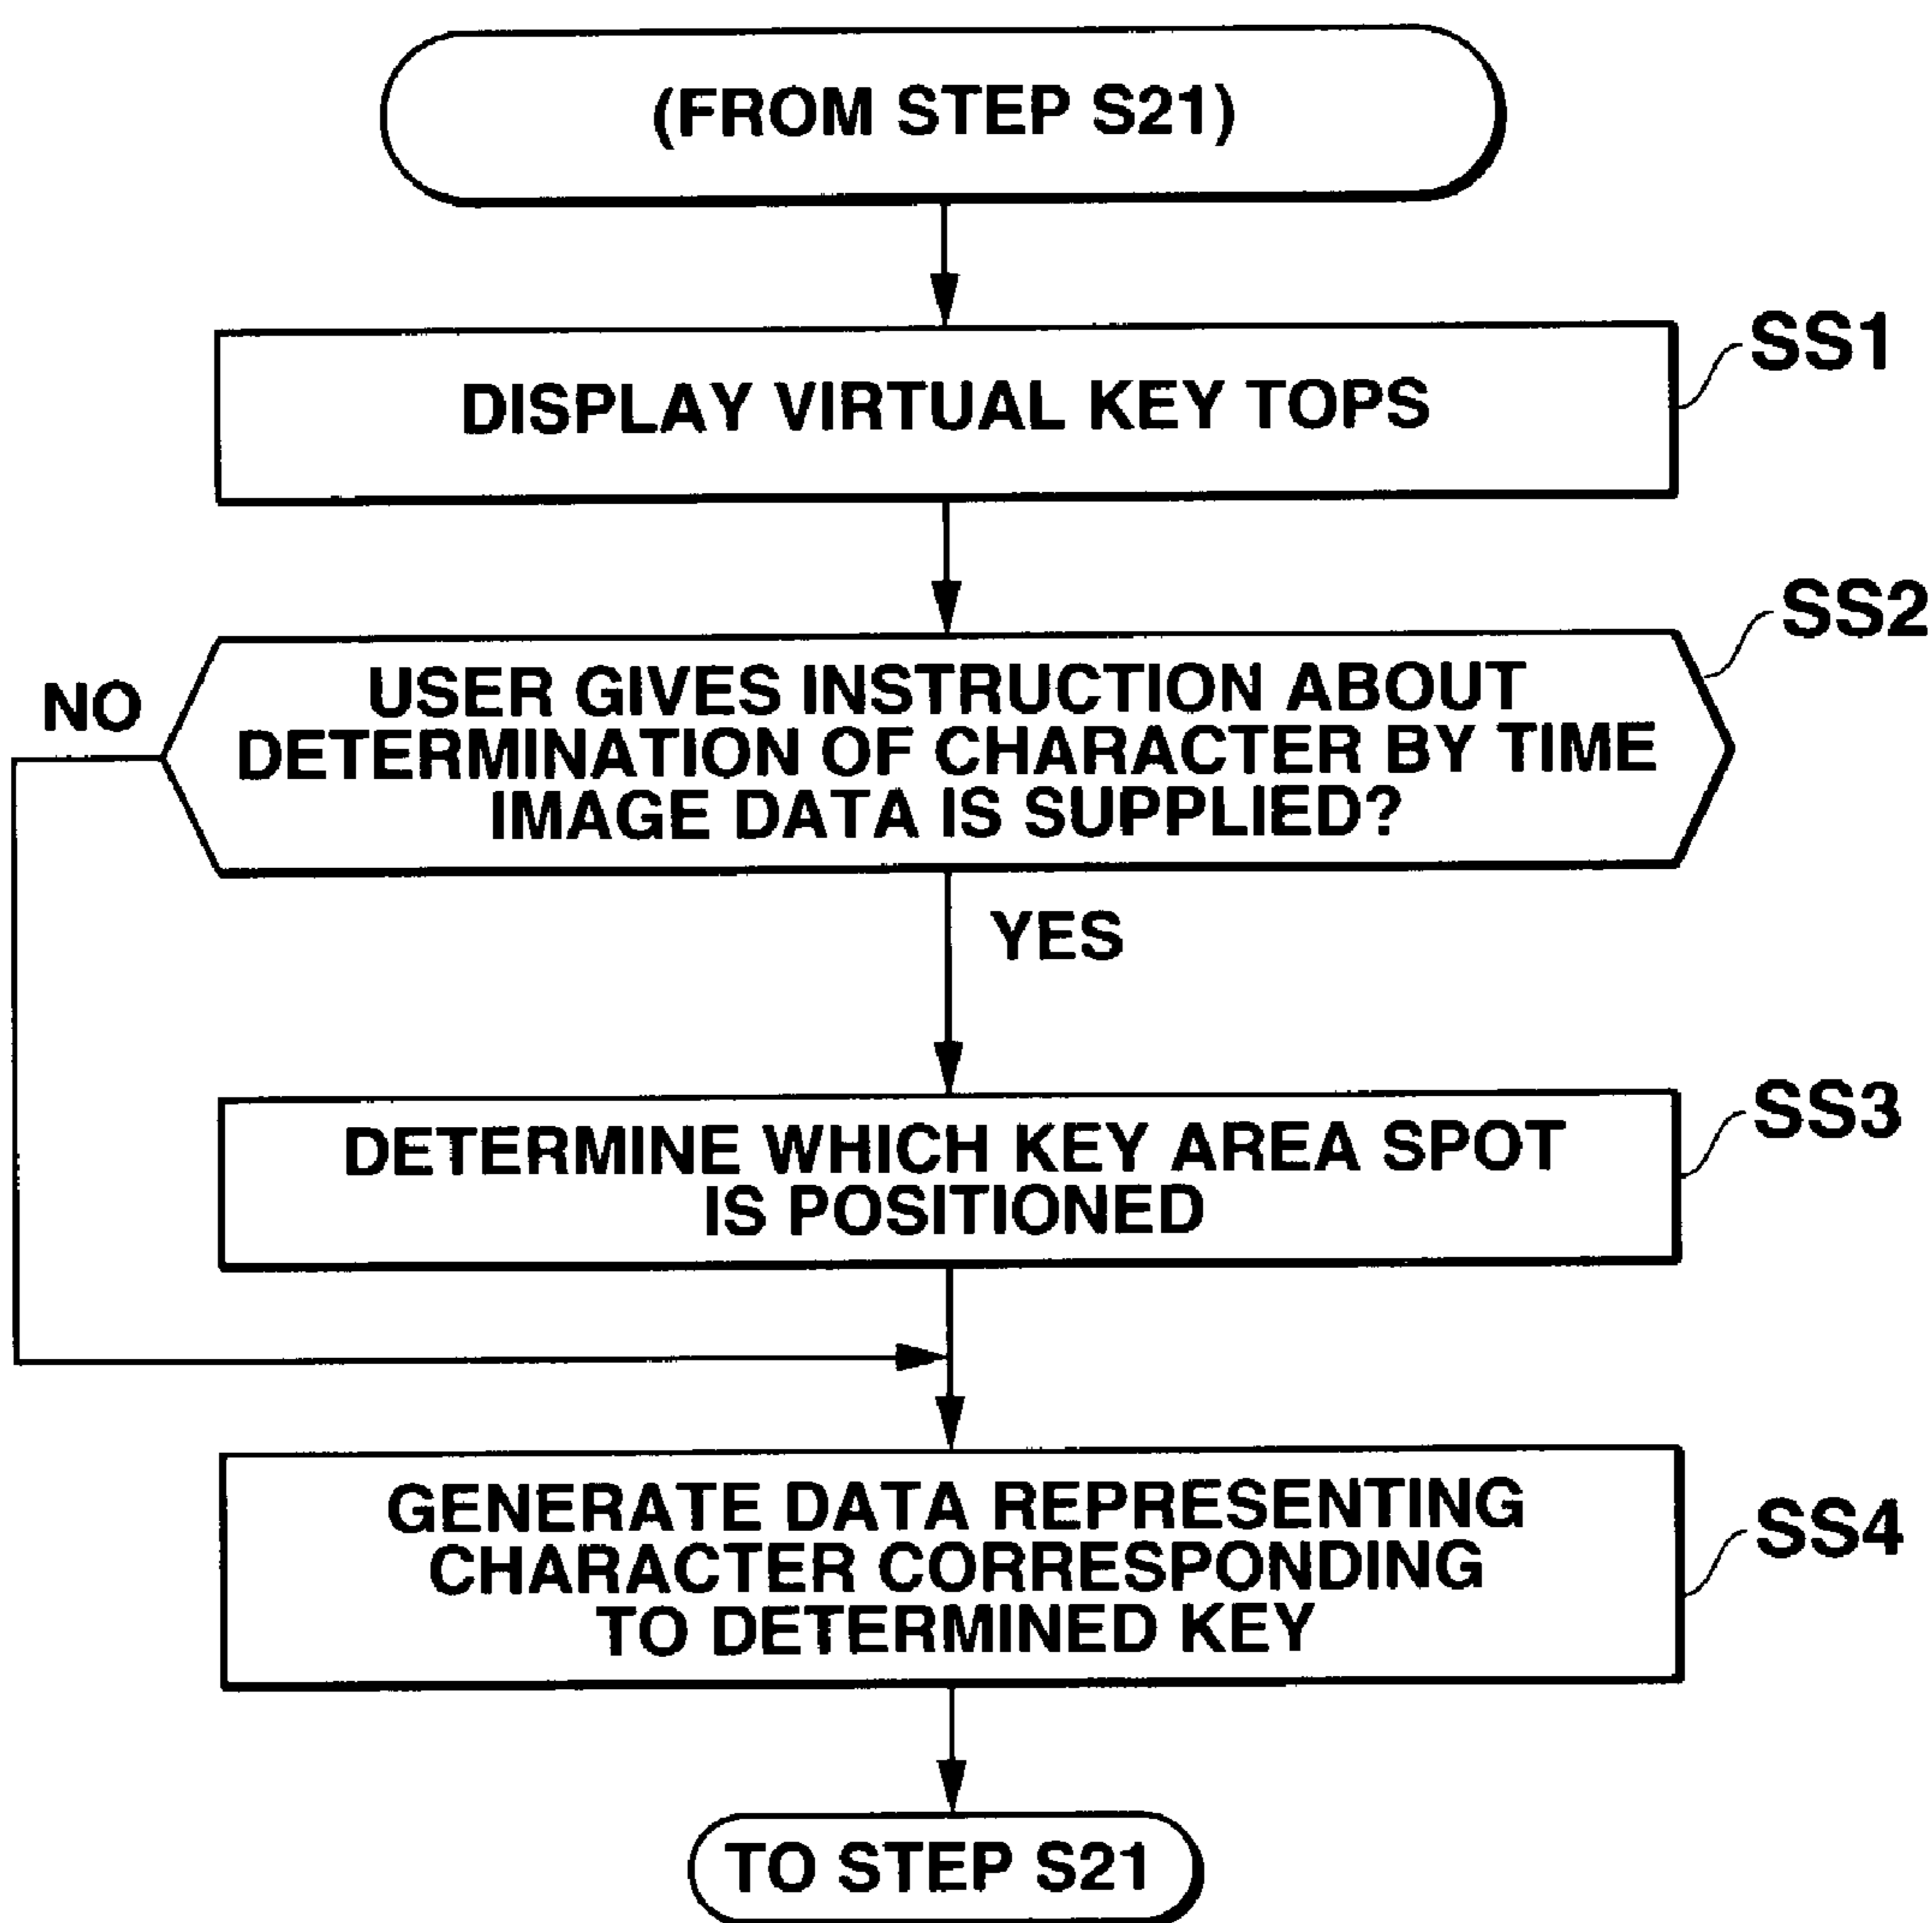 (FROM STEP S21)
SS1
DISPLAY VIRTUAL KEY TOPS
SS2
NO
USER GIVES INSTRUCTION ABOUT
DETERMINATION OF CHARACTER BY TIME
IMAGE DATA IS SUPPLIED?
YES
SS3
DETERMINE WHICH KEY AREA SPOT
IS POSITIONED
SS4
GENERATE DATA REPRESENTING
CHARACTER CORRESPONDING
TO DETERMINED KEY
TO STEP S21